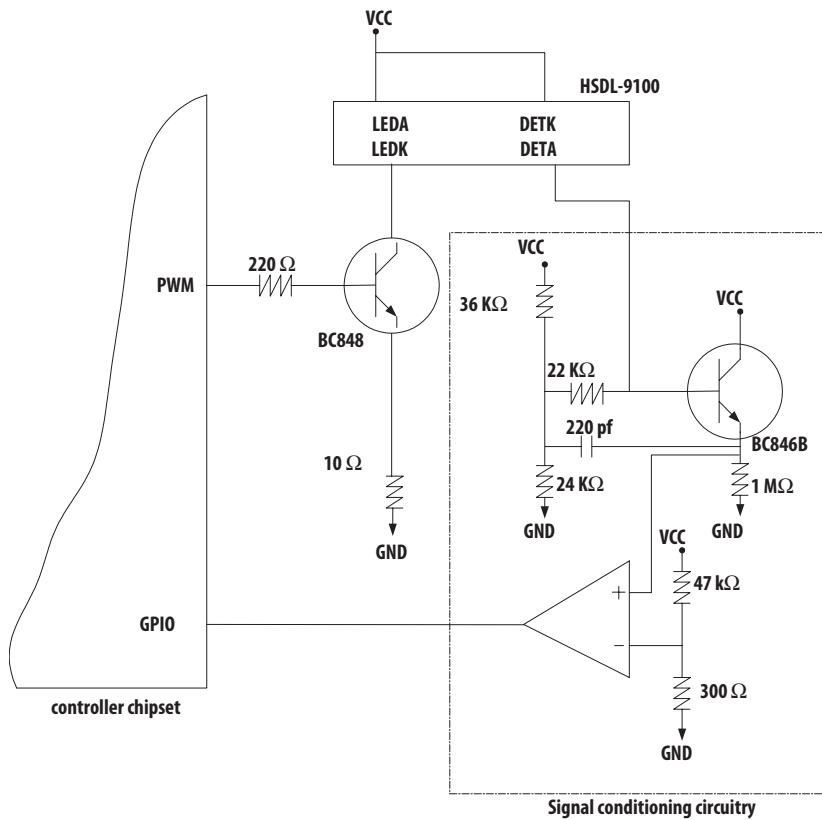 VCC
HSDL-9100
LEDA DETK
LEDK DETA
220 Ω
PWM
BC848
10 Ω
GND
VCC
36 KΩ
VCC
22 KΩ
220 pf
BC846B
24 KΩ
1 MΩ
GND
GND
VCC
47 kΩ
+
−
GPIO
300 Ω
GND
controller chipset
Signal conditioning circuitry